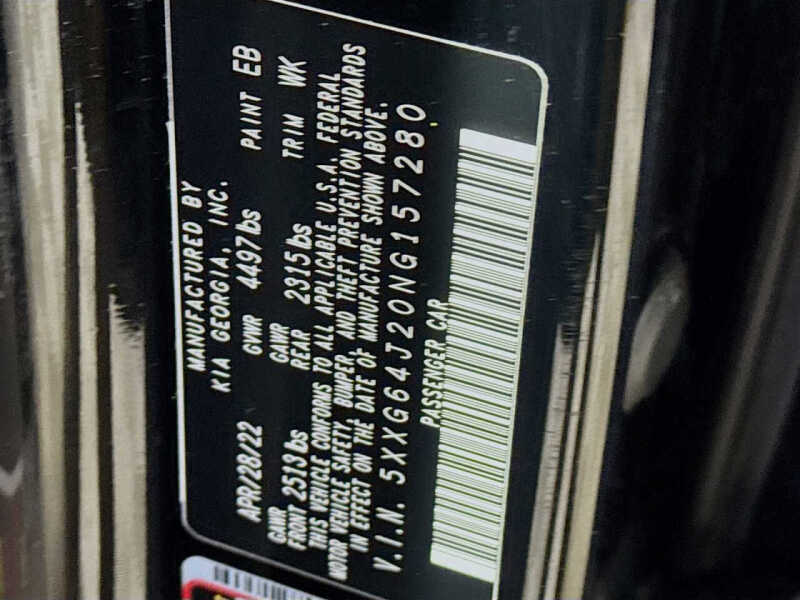 MANUFACTURED BY
KIA GEORGIA, INC.
APR/28/22 GVWR 4497lbs PAINT EB
GAWR FRONT 2513lbs GAWR REAR 2315lbs TRIM WK
THIS VEHICLE CONFORMS TO ALL APPLICABLE U.S.A. FEDERAL
MOTOR VEHICLE SAFETY, BUMPER, AND THEFT PREVENTION STANDARDS
IN EFFECT ON THE DATE OF MANUFACTURE SHOWN ABOVE.
V.I.N. 5XXG64J20NG157280
PASSENGER CAR